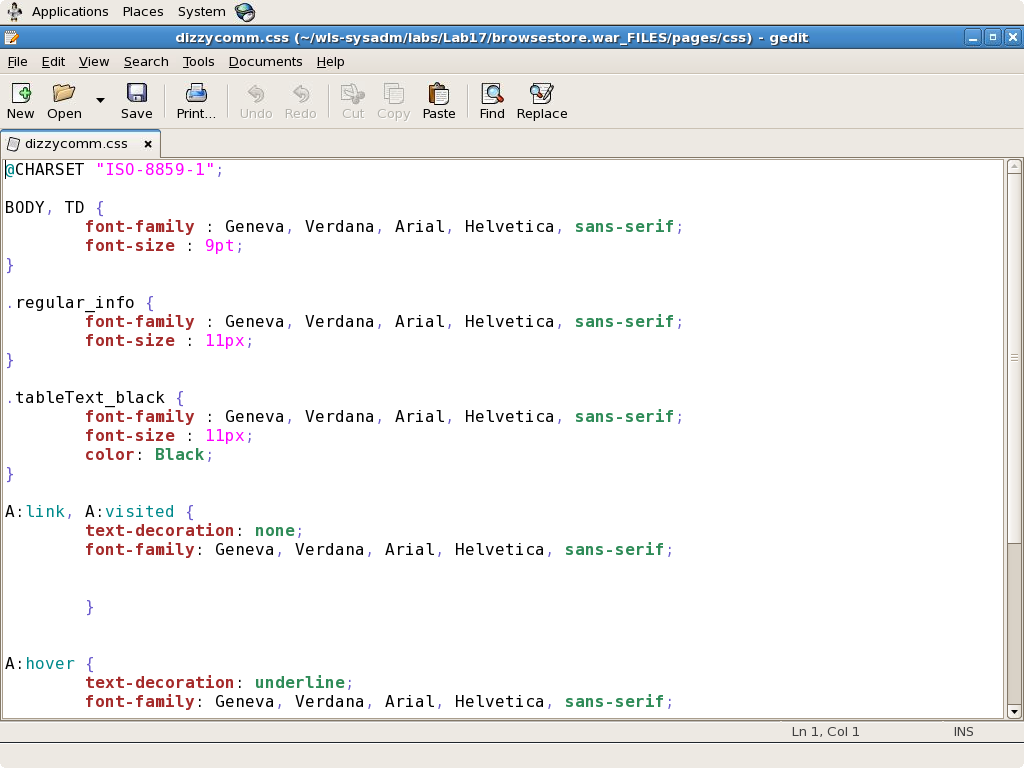 Applications Places System
dizzycomm.css (~/wls-sysadm/labs/Lab17/browsestore.war_FILES/pages/css) - gedit
File Edit View Search Tools Documents Help
New Open Save Print... Undo Redo Cut Copy Paste Find Replace
dizzycomm.css
@CHARSET "ISO-8859-1";
BODY, TD {
font-family : Geneva, Verdana, Arial, Helvetica, sans-serif;
font-size : 9pt;
}
.regular_info {
font-family : Geneva, Verdana, Arial, Helvetica, sans-serif;
font-size : 11px;
}
.tableText_black {
font-family : Geneva, Verdana, Arial, Helvetica, sans-serif;
font-size : 11px;
color: Black;
}
A:link, A:visited {
text-decoration: none;
font-family: Geneva, Verdana, Arial, Helvetica, sans-serif;
}
A:hover {
text-decoration: underline;
font-family: Geneva, Verdana, Arial, Helvetica, sans-serif;
Ln 1, Col 1 INS